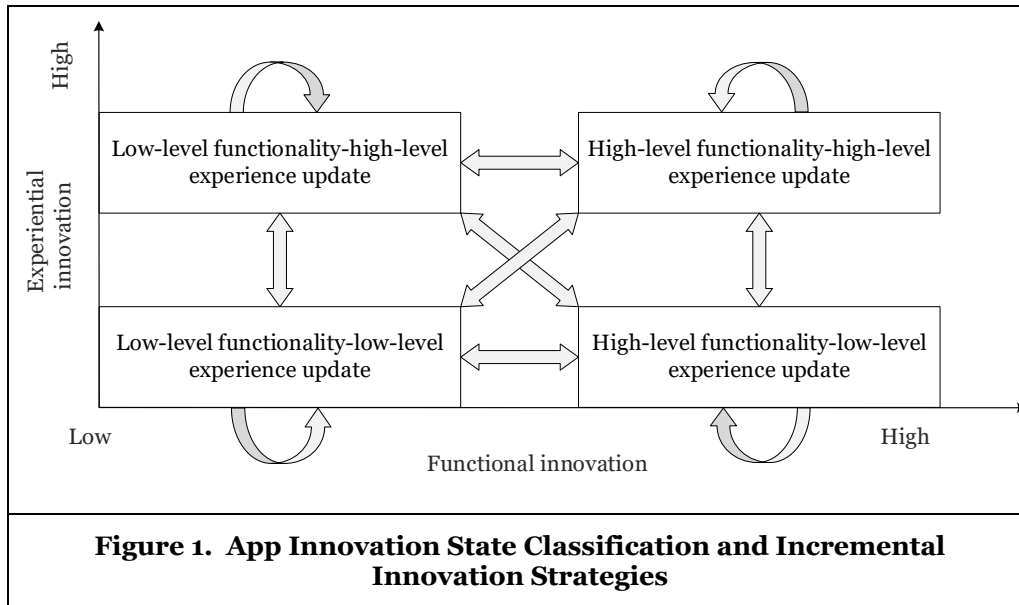 High
Experiential
innovation
Low-level functionality-high-level
experience update
High-level functionality-high-level
experience update
Low-level functionality-low-level
experience update
High-level functionality-low-level
experience update
Low
High
Functional innovation
Figure 1. App Innovation State Classification and Incremental
Innovation Strategies